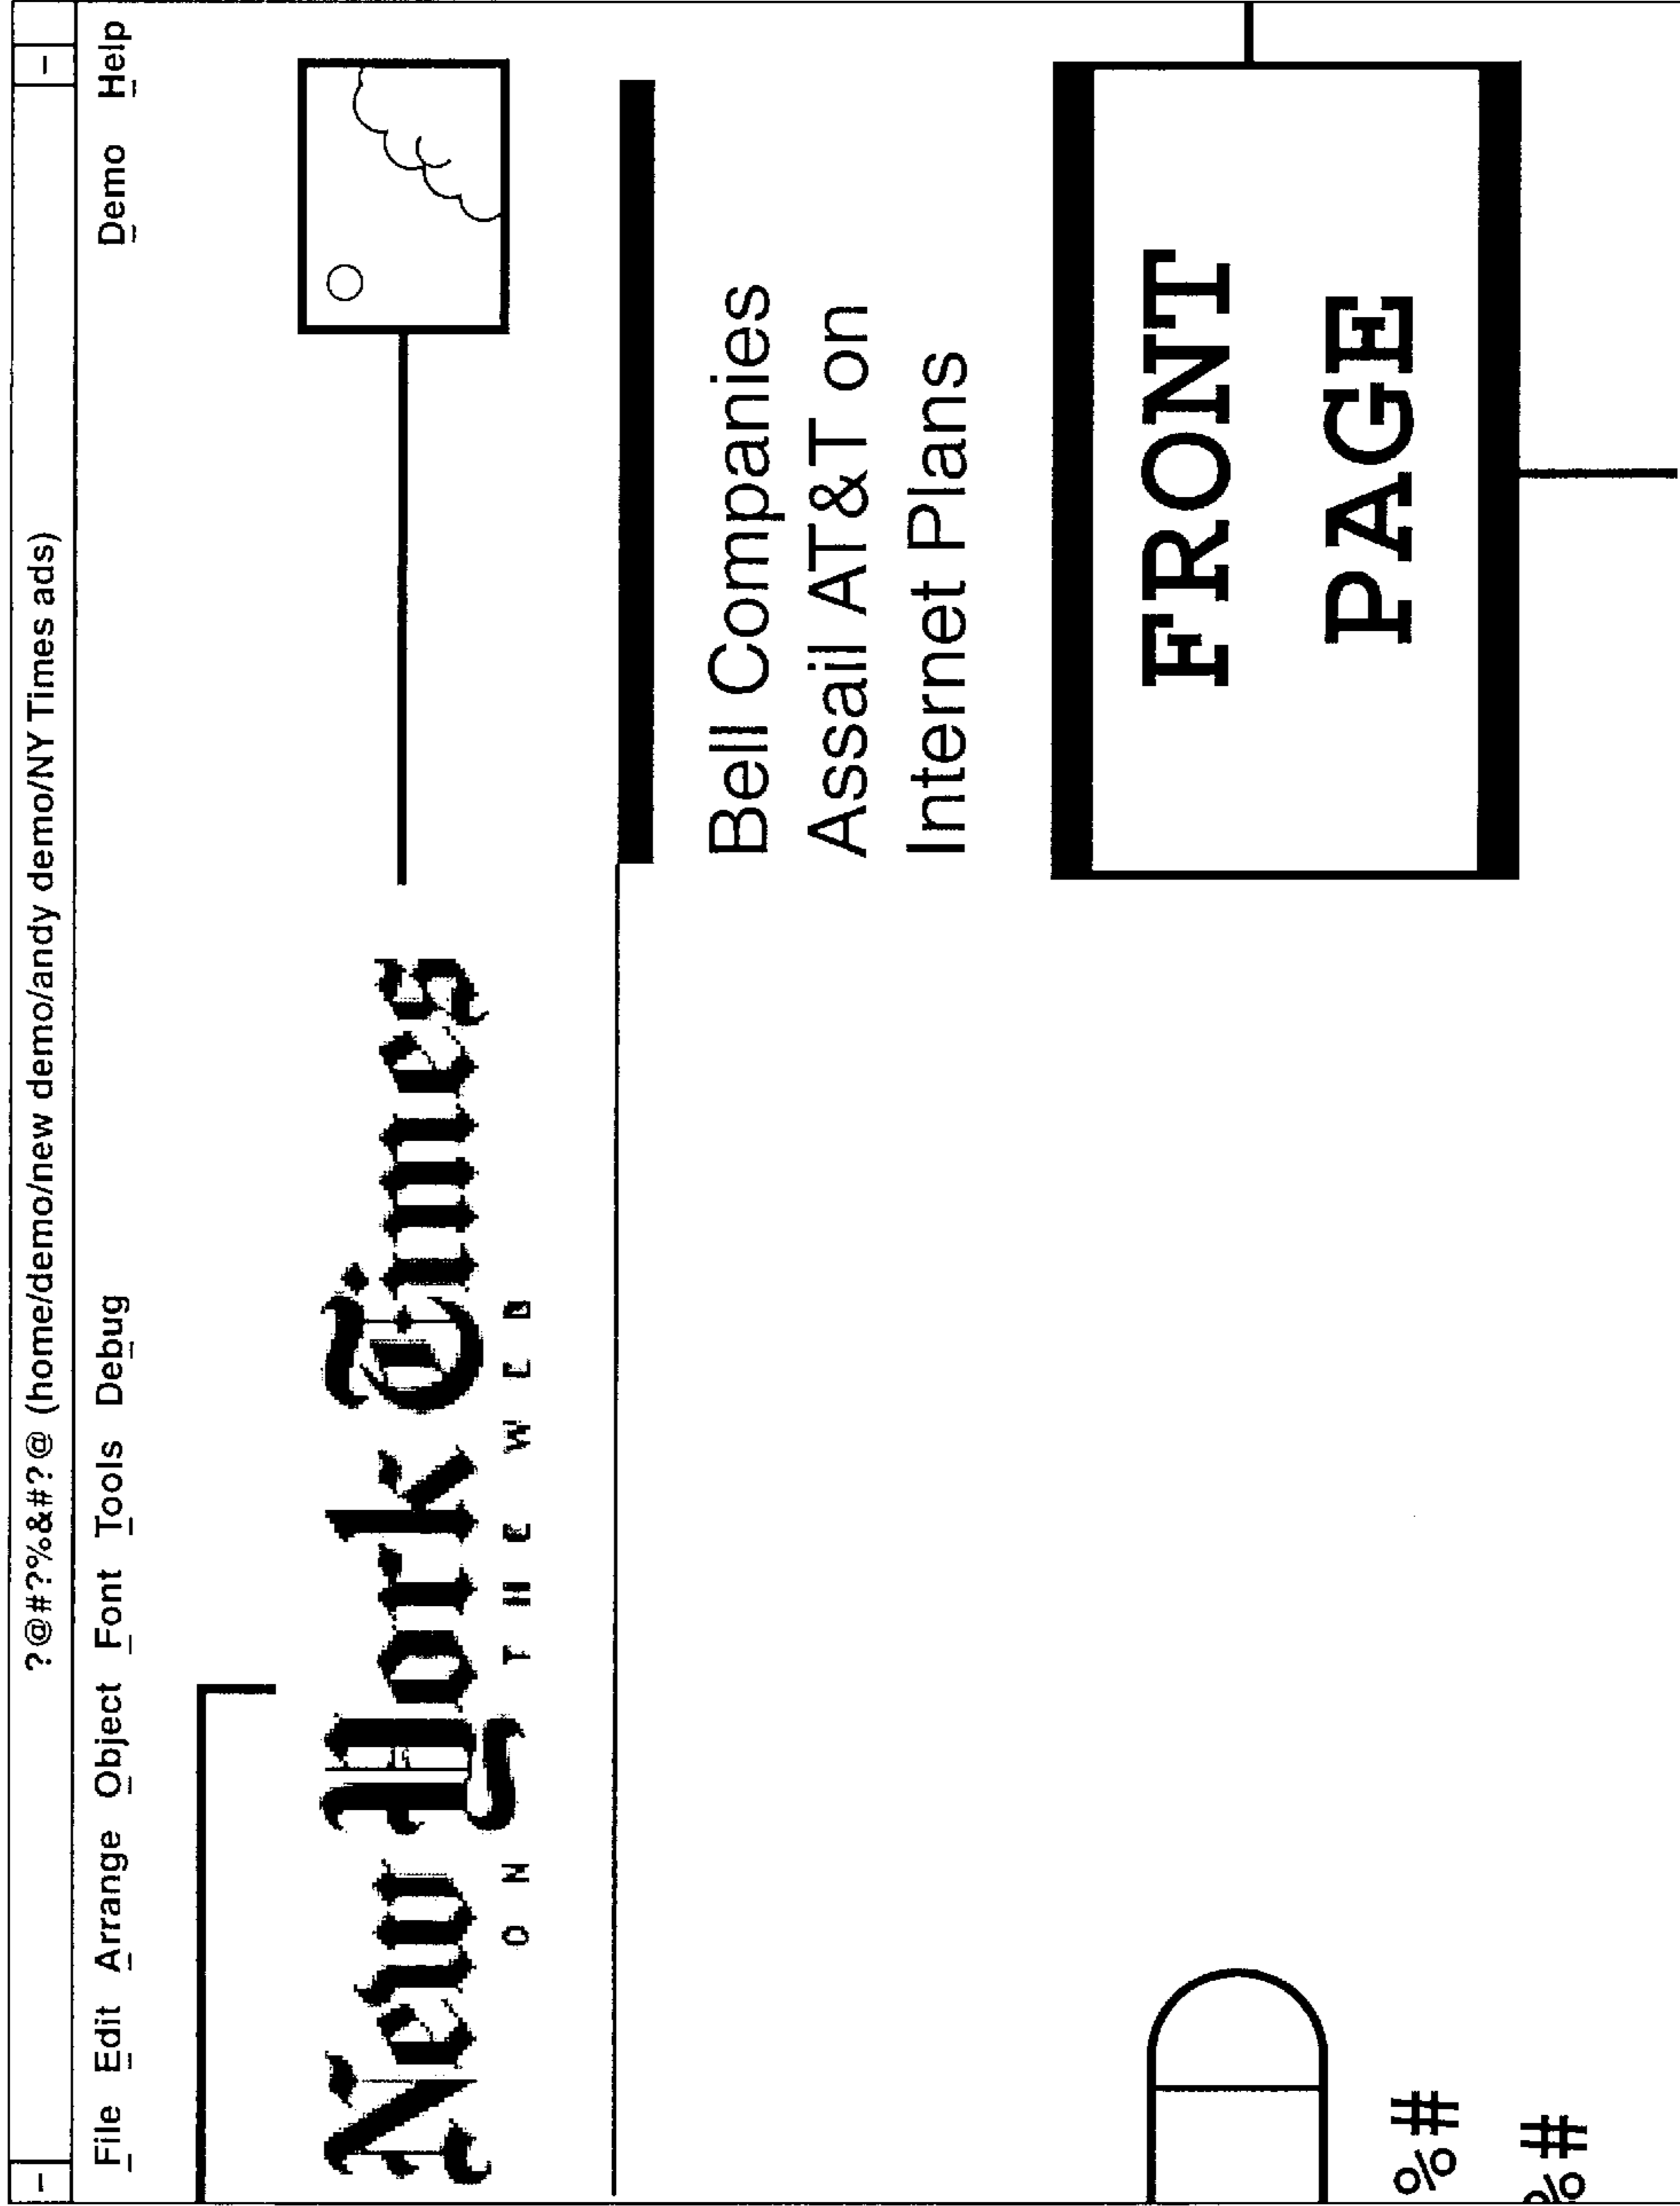 ?@#?%&#?@ (home/demo/new demo/andy demo/NY Times ads)
File Edit Arrange Object Font Tools Debug Demo Help
New York Times
ON THE WEB
Bell Companies
Assail AT&T on
Internet Plans
FRONT
PAGE
%#
%#